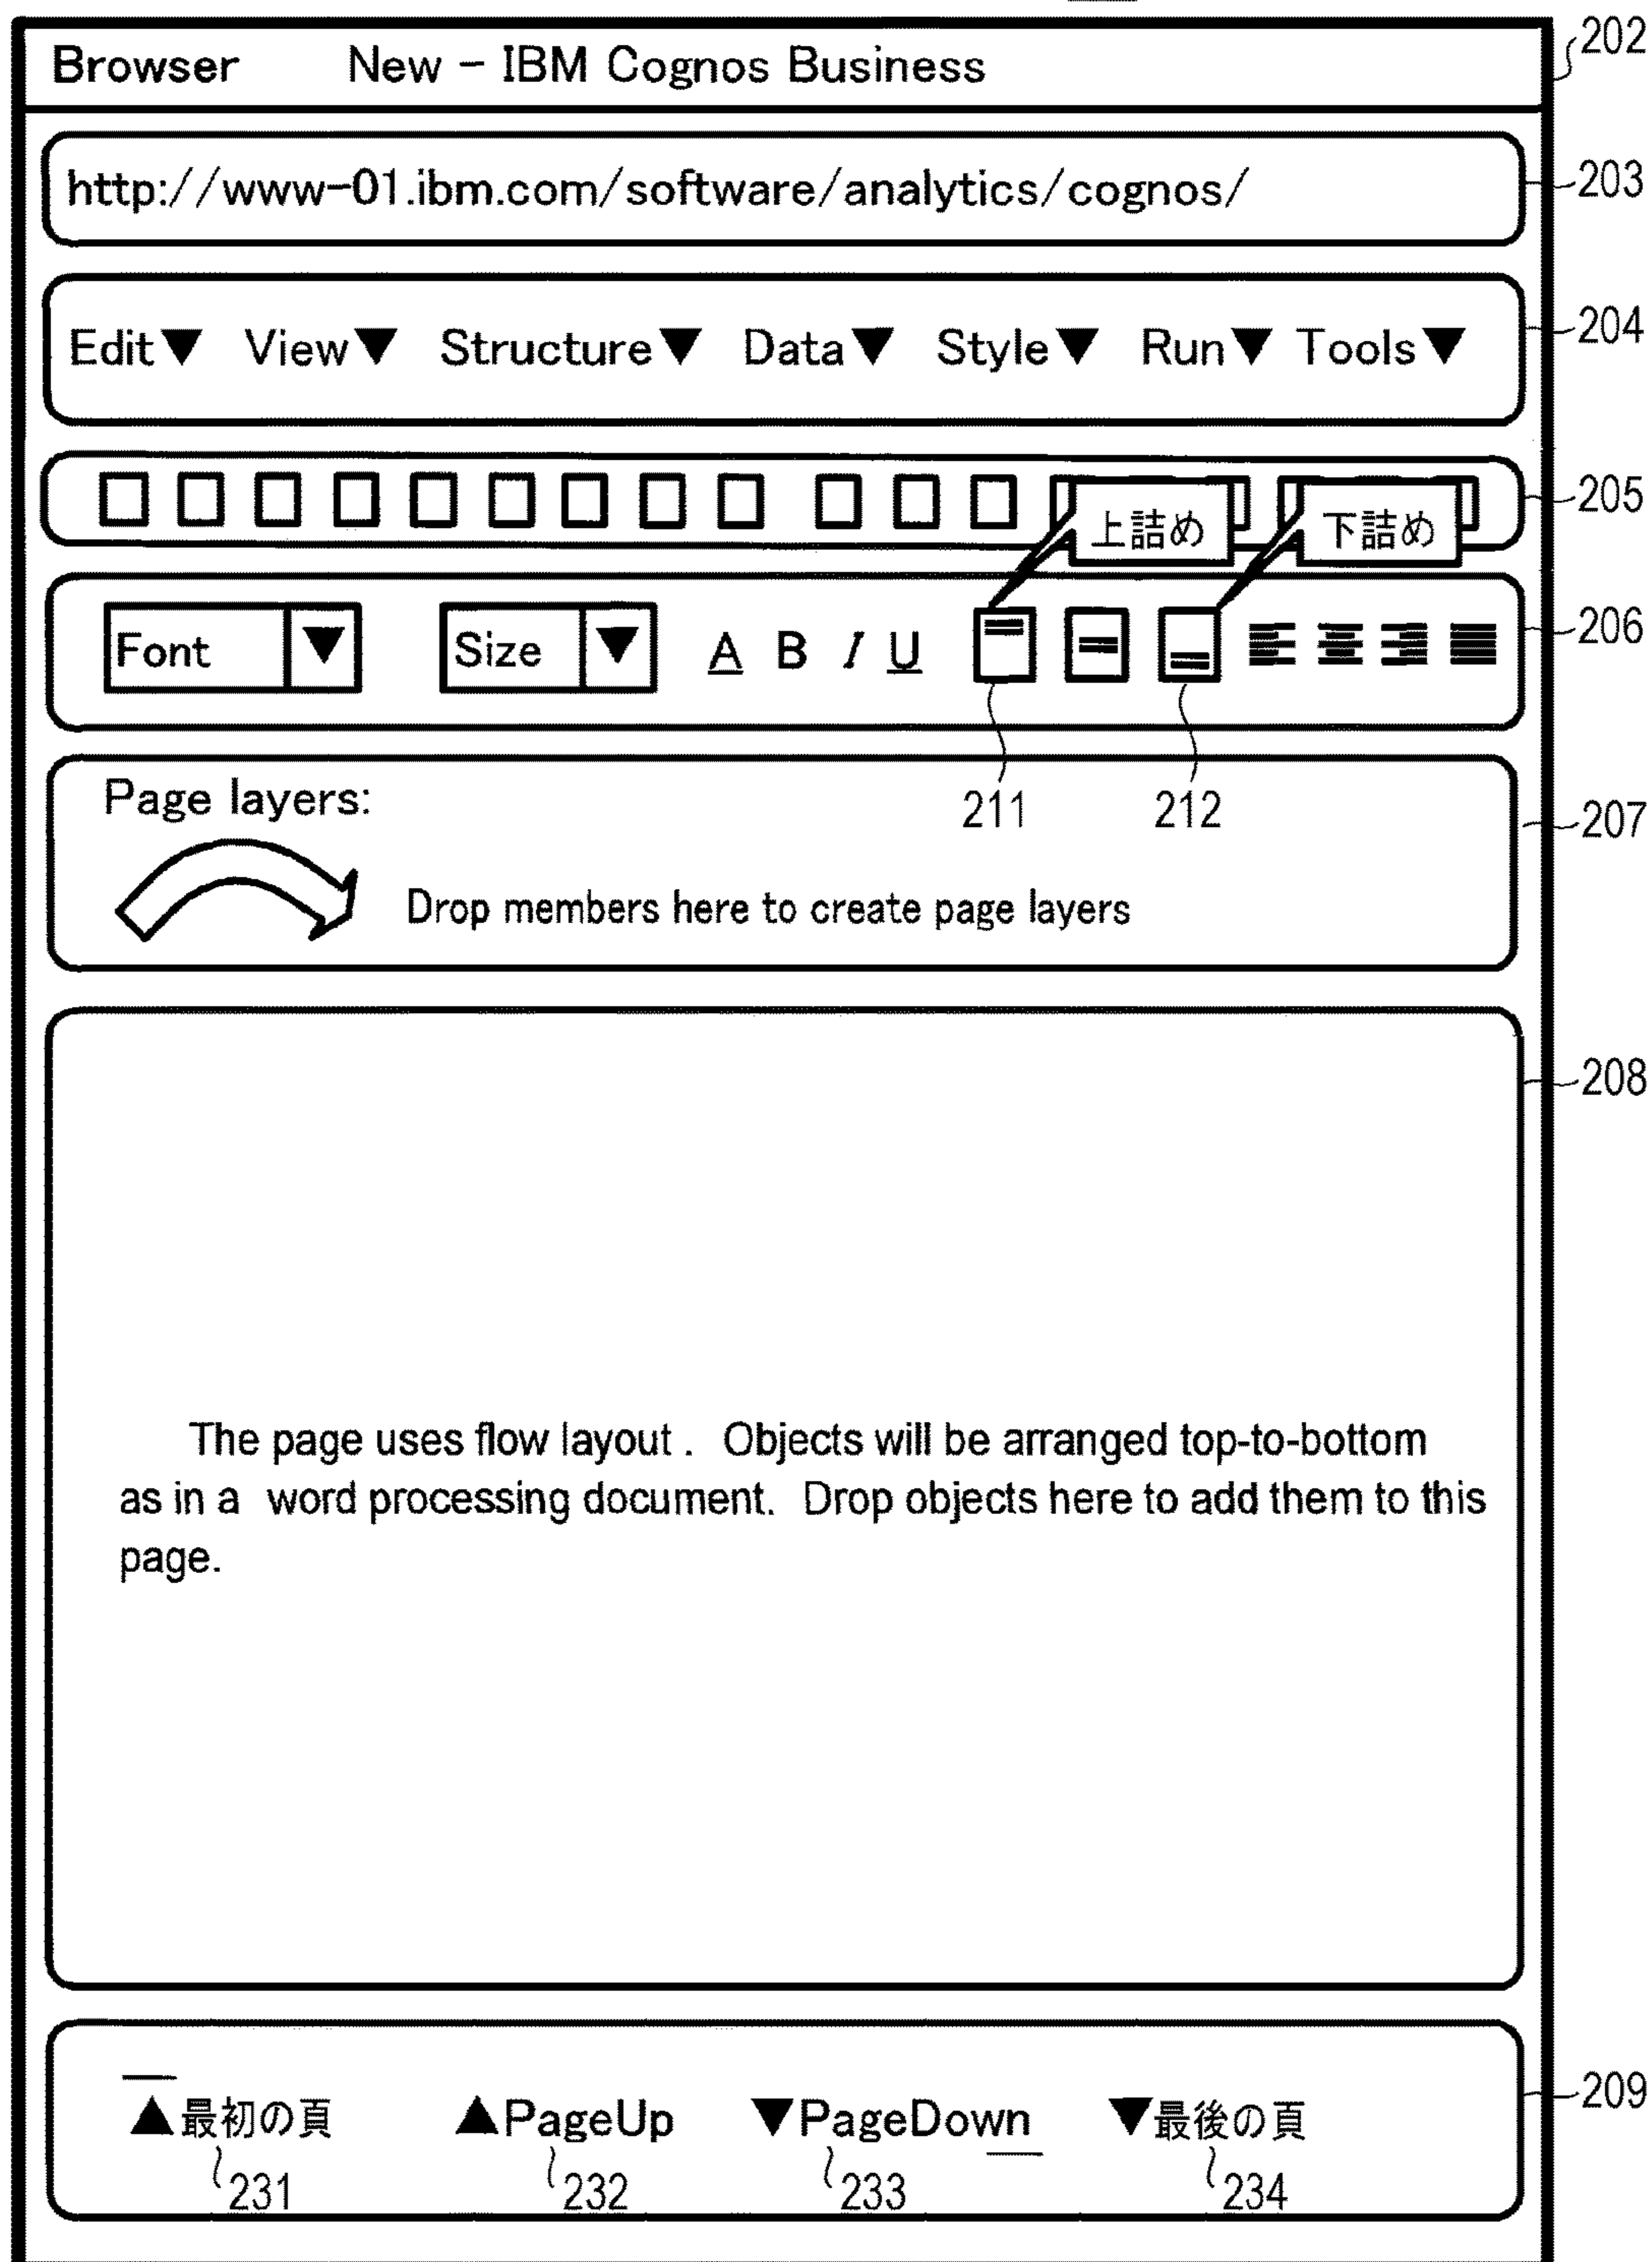 Browser New - IBM Cognos Business
202
http://www-01.ibm.com/software/analytics/cognos/
203
Edit▼ View▼ Structure▼ Data▼ Style▼ Run▼ Tools▼
204
上詰め 下詰め
205
Font ▼ Size ▼ A B I U
206
211 212
Page layers:
207
Drop members here to create page layers
208
The page uses flow layout . Objects will be arranged top-to-bottom
as in a word processing document. Drop objects here to add them to this
page.
209
▲最初の頁 ▲PageUp ▼PageDown ▼最後の頁
231 232 233 234